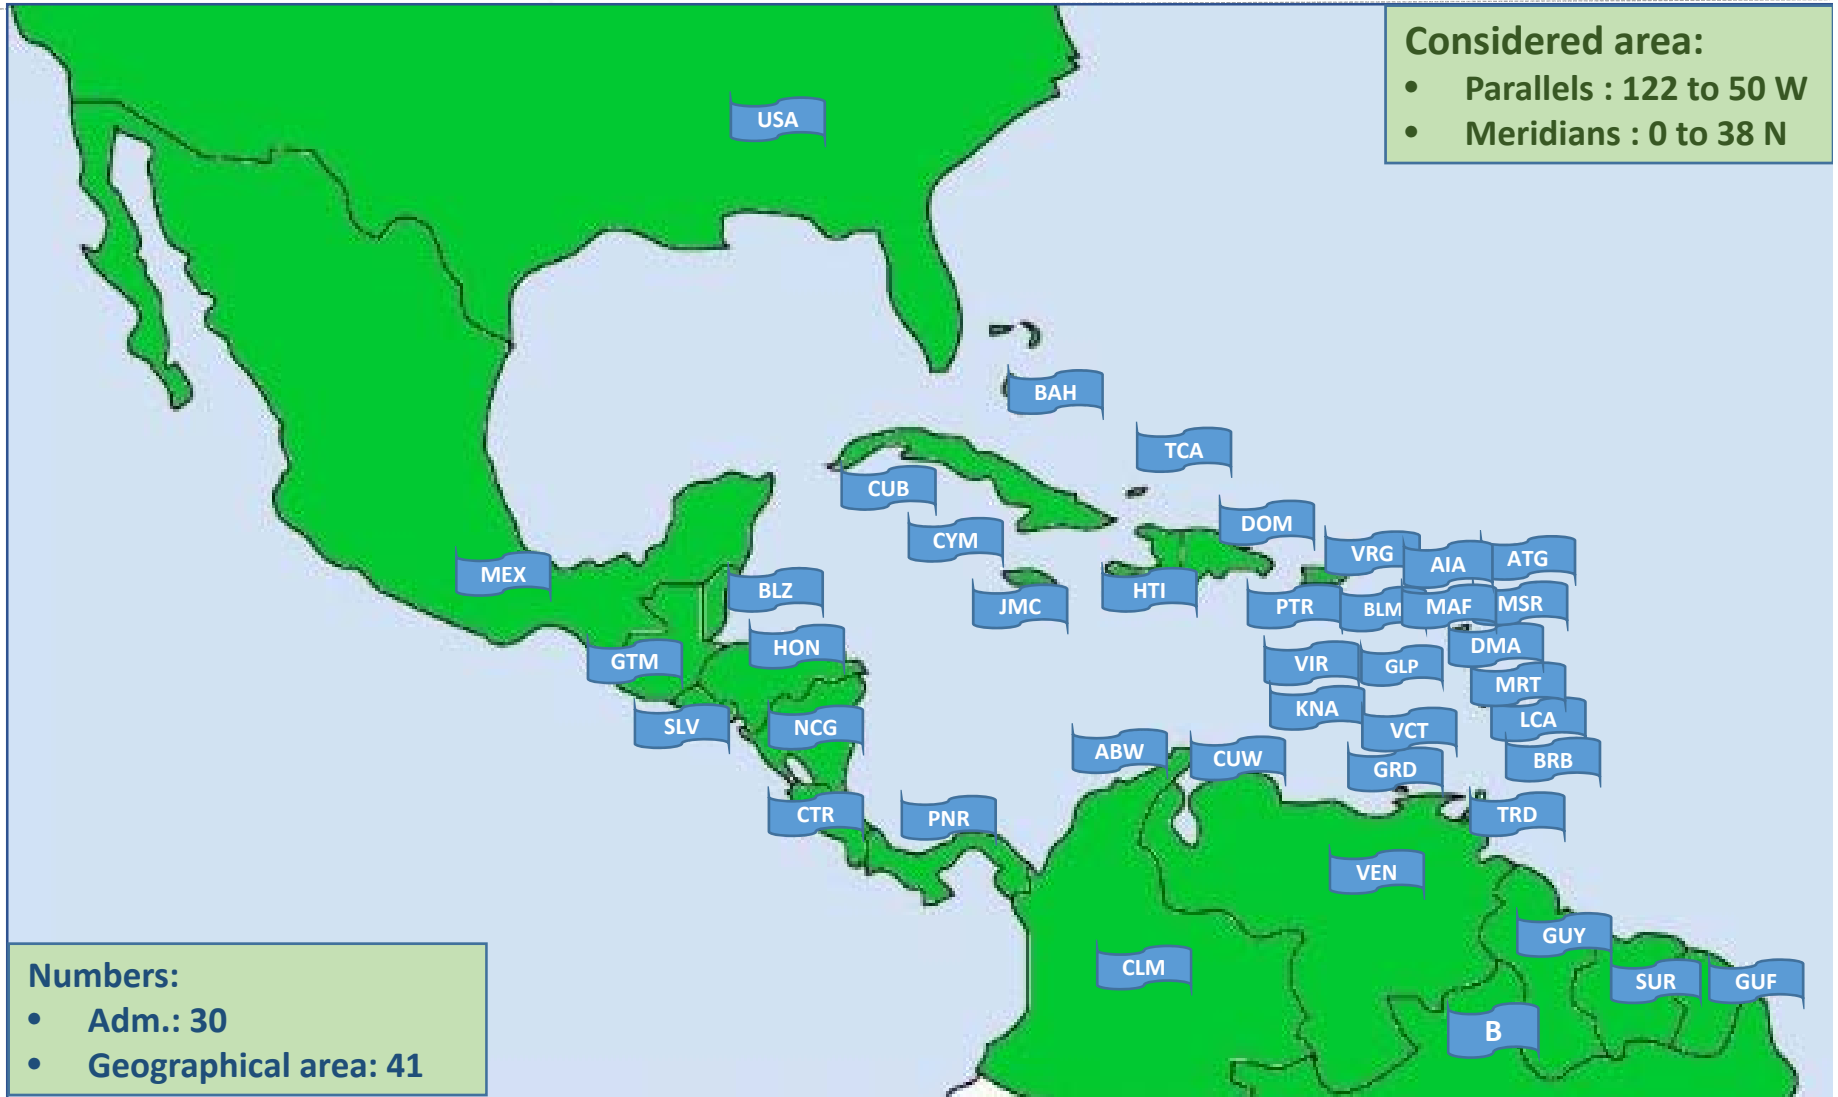 Considered area:
• Parallels : 122 to 50 W
• Meridians : 0 to 38 N
USA
BAH
TCA
CUB
DOM
CYM
VRG
AIA
ATG
MEX
BLZ
JMC
HTI
PTR
BLM
MAF
MSR
HON
DMA
GTM
VIR
GLP
MRT
KNA
SLV
NCG
VCT
LCA
ABW
CUW
GRD
BRB
CTR
PNR
TRD
VEN
GUY
CLM
SUR
GUF
B
Numbers:
• Adm.: 30
• Geographical area: 41